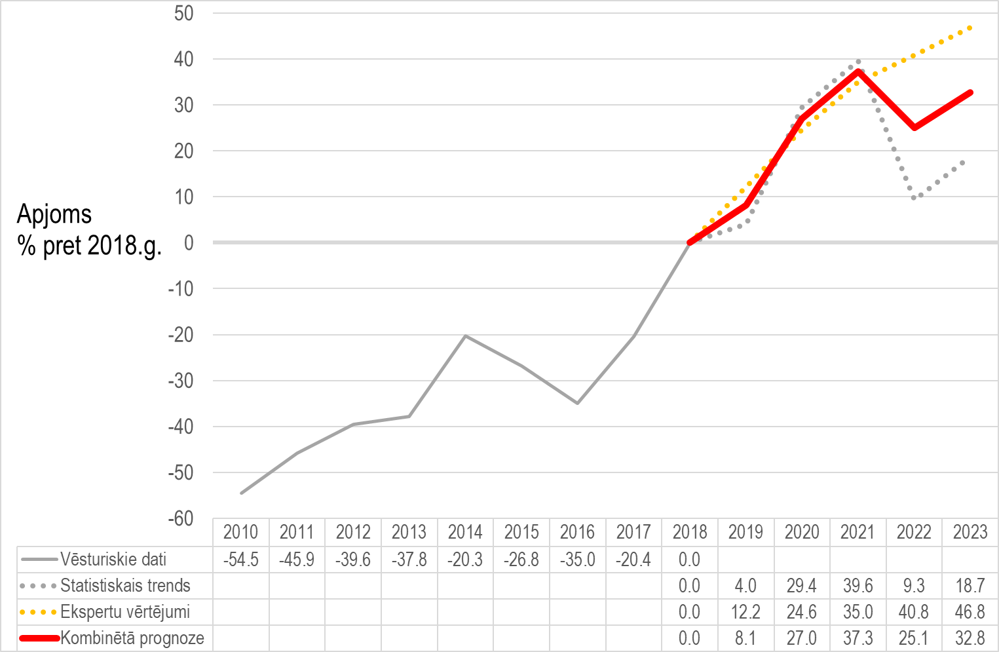 50
40
30
20
10
0
-10
-20
-30
-40
-50
-60
Apjoms
% pret 2018.g.
2010 2011 2012 2013 2014 2015 2016 2017 2018 2019 2020 2021 2022 2023
Vēsturiskie dati -54.5 -45.9 -39.6 -37.8 -20.3 -26.8 -35.0 -20.4 0.0
Statistiskais trends 0.0 4.0 29.4 39.6 9.3 18.7
Ekspertu vērtējumi 0.0 12.2 24.6 35.0 40.8 46.8
Kombinētā prognoze 0.0 8.1 27.0 37.3 25.1 32.8